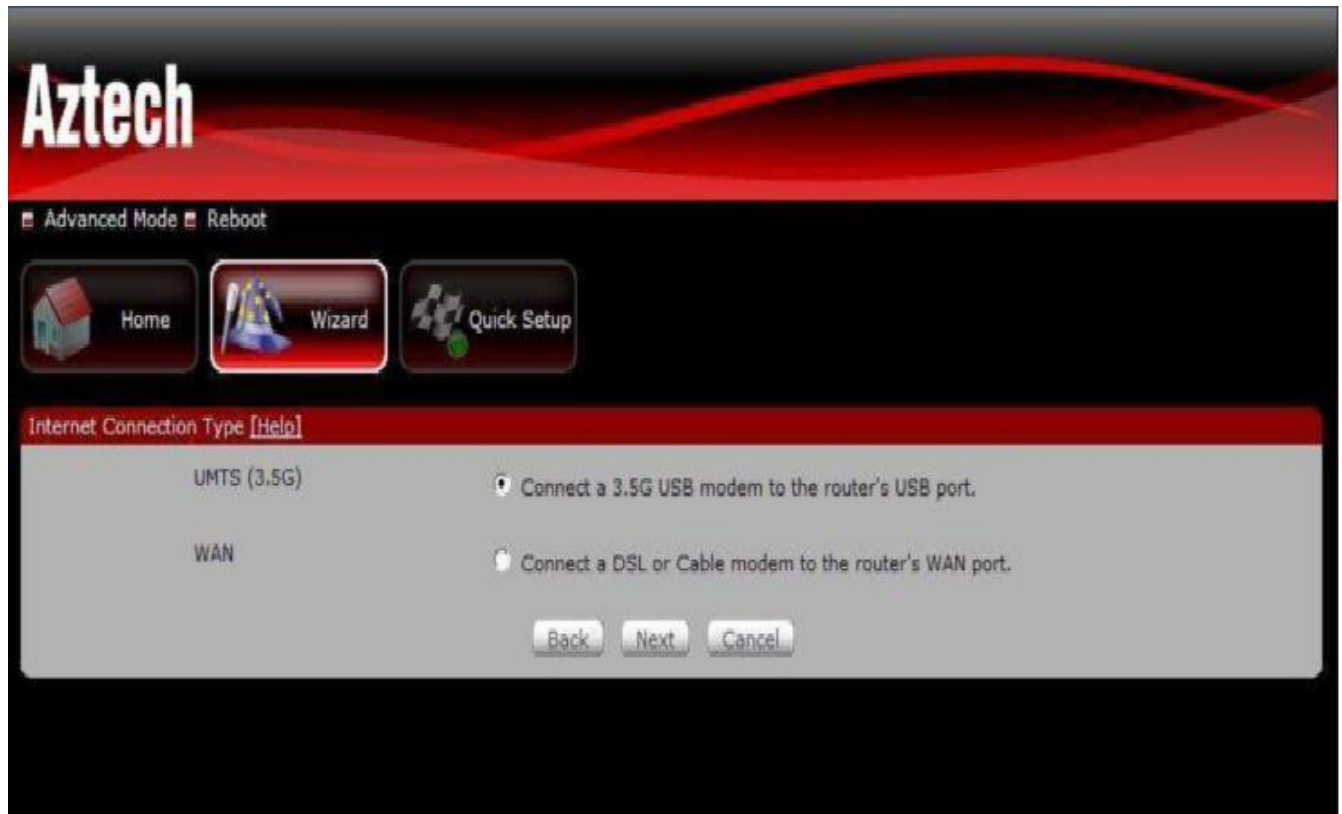 Aztech
Advanced Mode Reboot
Home Wizard Quick Setup
Internet Connection Type [Help]
UMTS (3.5G) Connect a 3.5G USB modem to the router's USB port.
WAN Connect a DSL or Cable modem to the router's WAN port.
Back Next Cancel